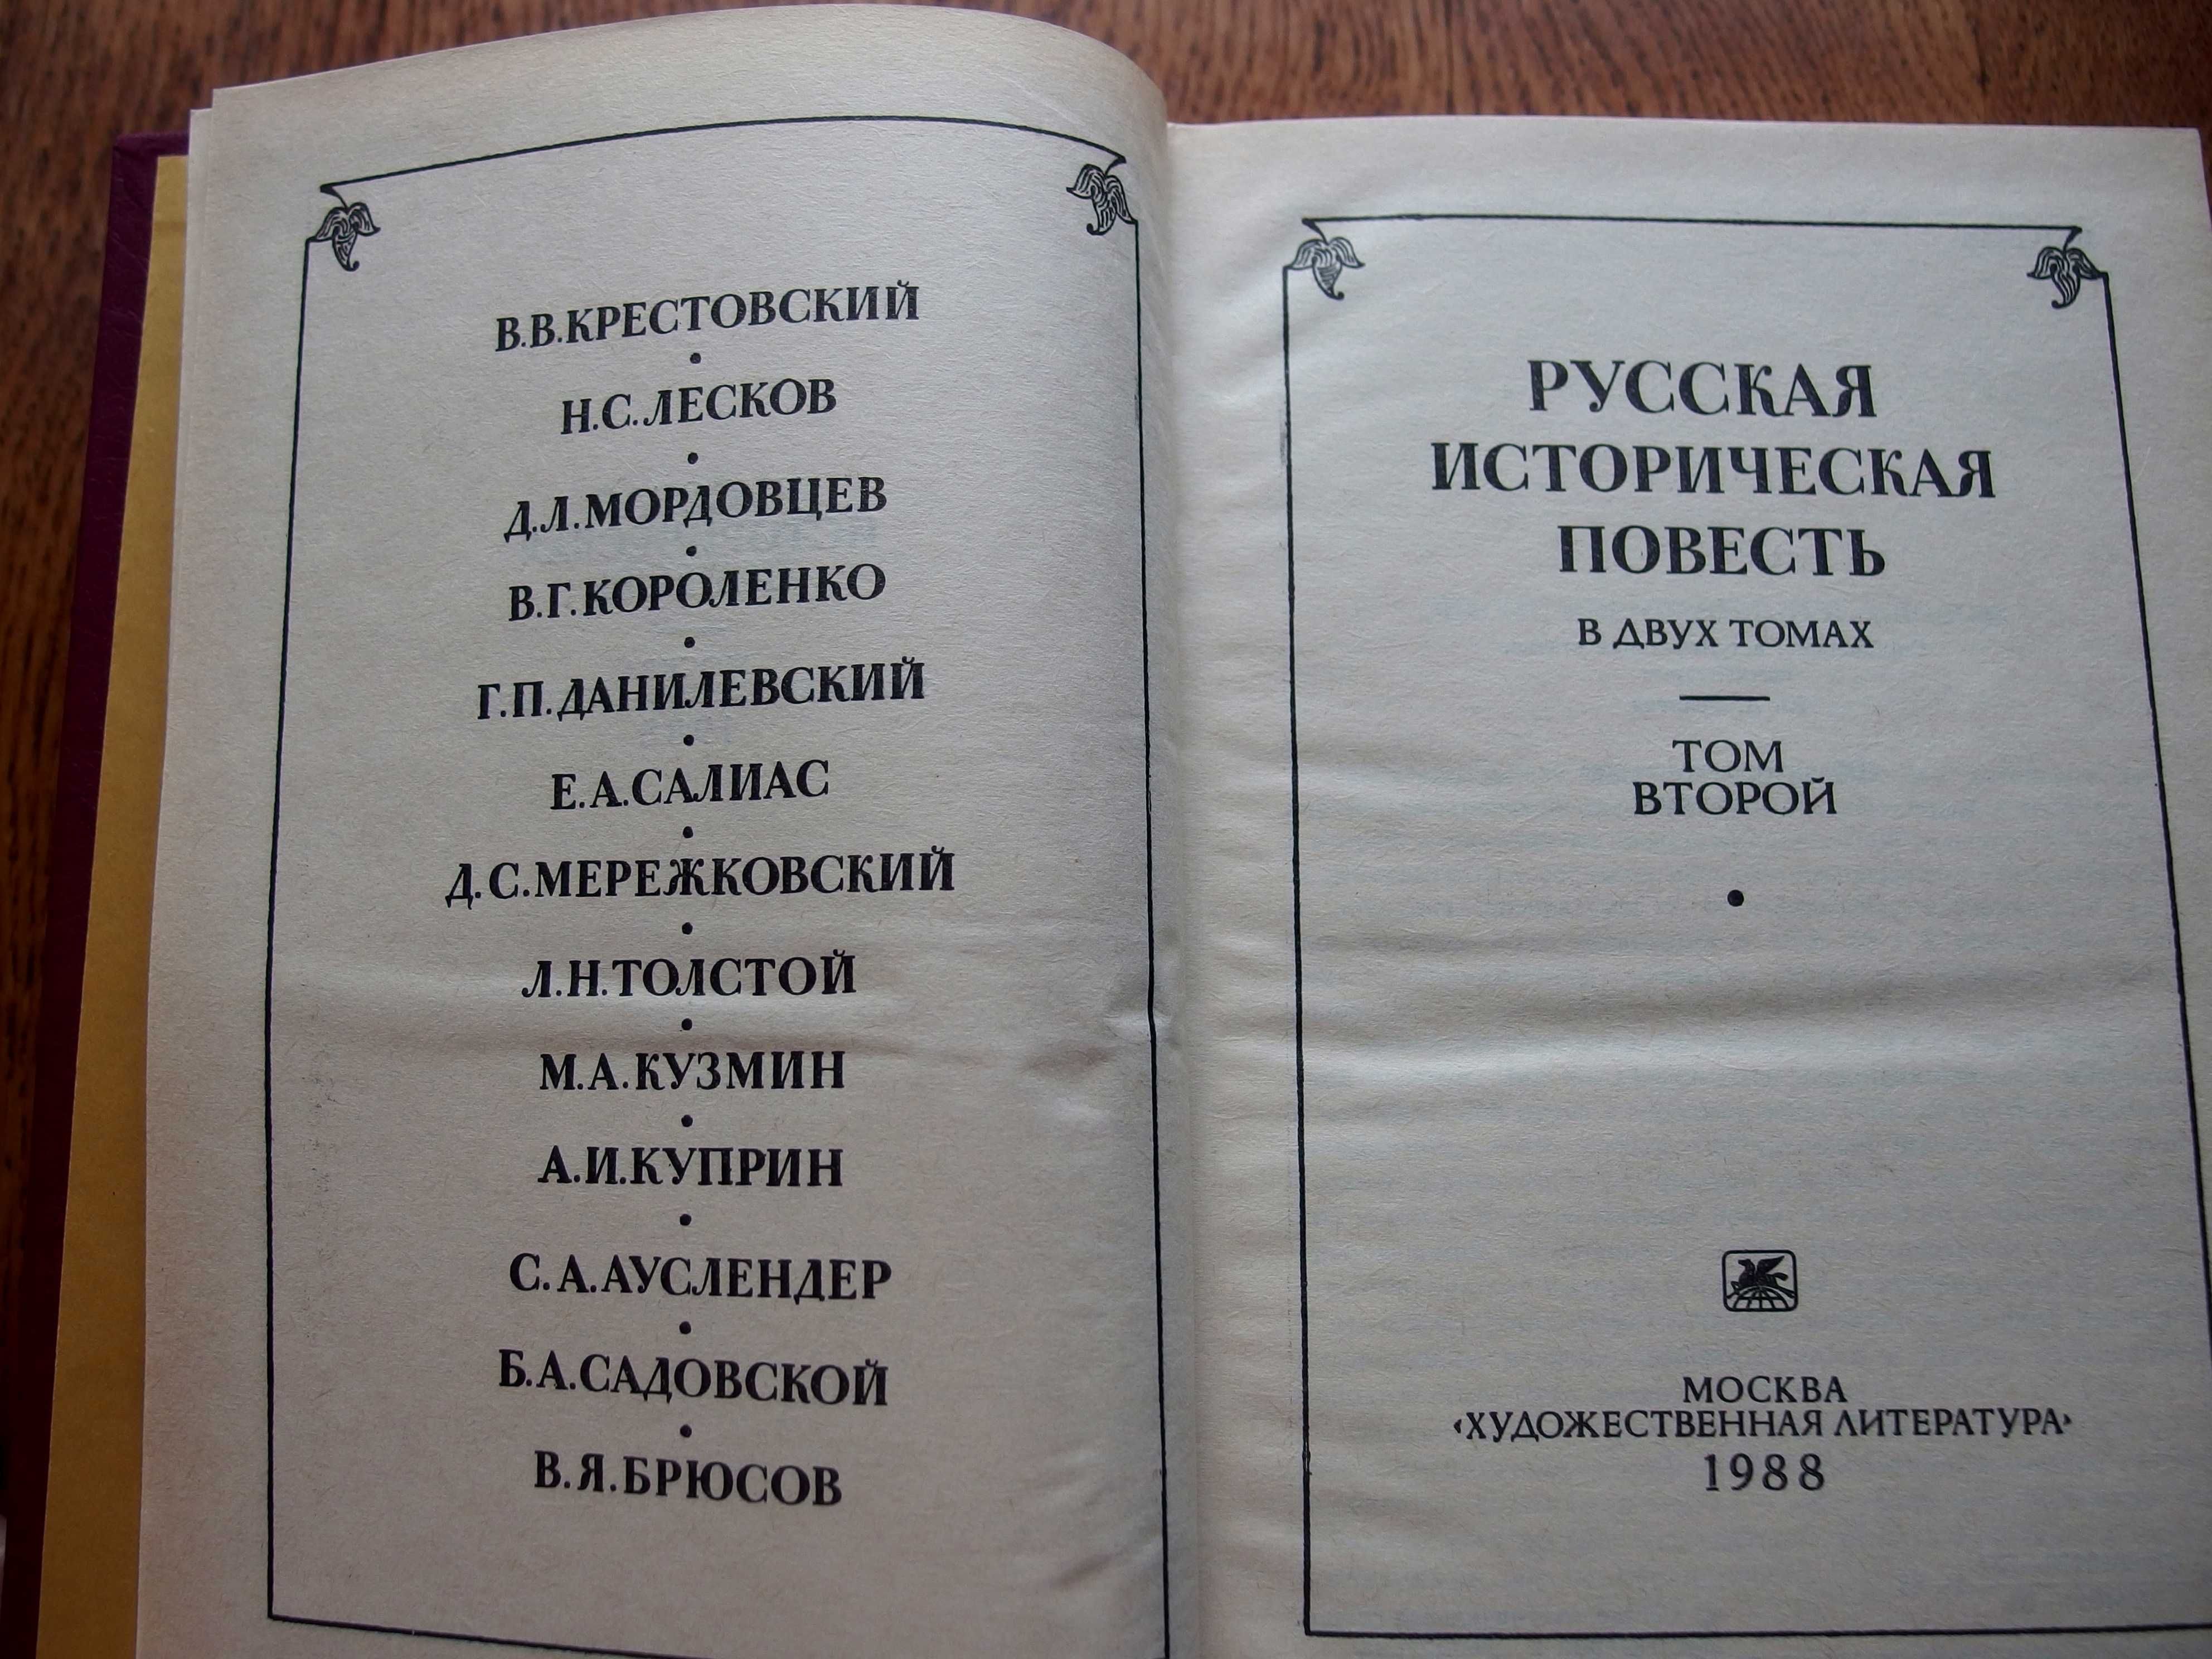 В.В.КРЕСТОВСКИЙ
•
Н.С.ЛЕСКОВ
•
Д.Л.МОРДОВЦЕВ
•
В.Г.КОРОЛЕНКО
•
Г.П.ДАНИЛЕВСКИЙ
•
Е.А.САЛИАС
•
Д.С.МЕРЕЖКОВСКИЙ
•
Л.Н.ТОЛСТОЙ
•
М.А.КУЗМИН
•
А.И.КУПРИН
•
С.А.АУСЛЕНДЕР
•
Б.А.САДОВСКОЙ
•
В.Я.БРЮСОВ
РУССКАЯ
ИСТОРИЧЕСКАЯ
ПОВЕСТЬ
В ДВУХ ТОМАХ
ТОМ
ВТОРОЙ
•
МОСКВА
«ХУДОЖЕСТВЕННАЯ ЛИТЕРАТУРА»
1988